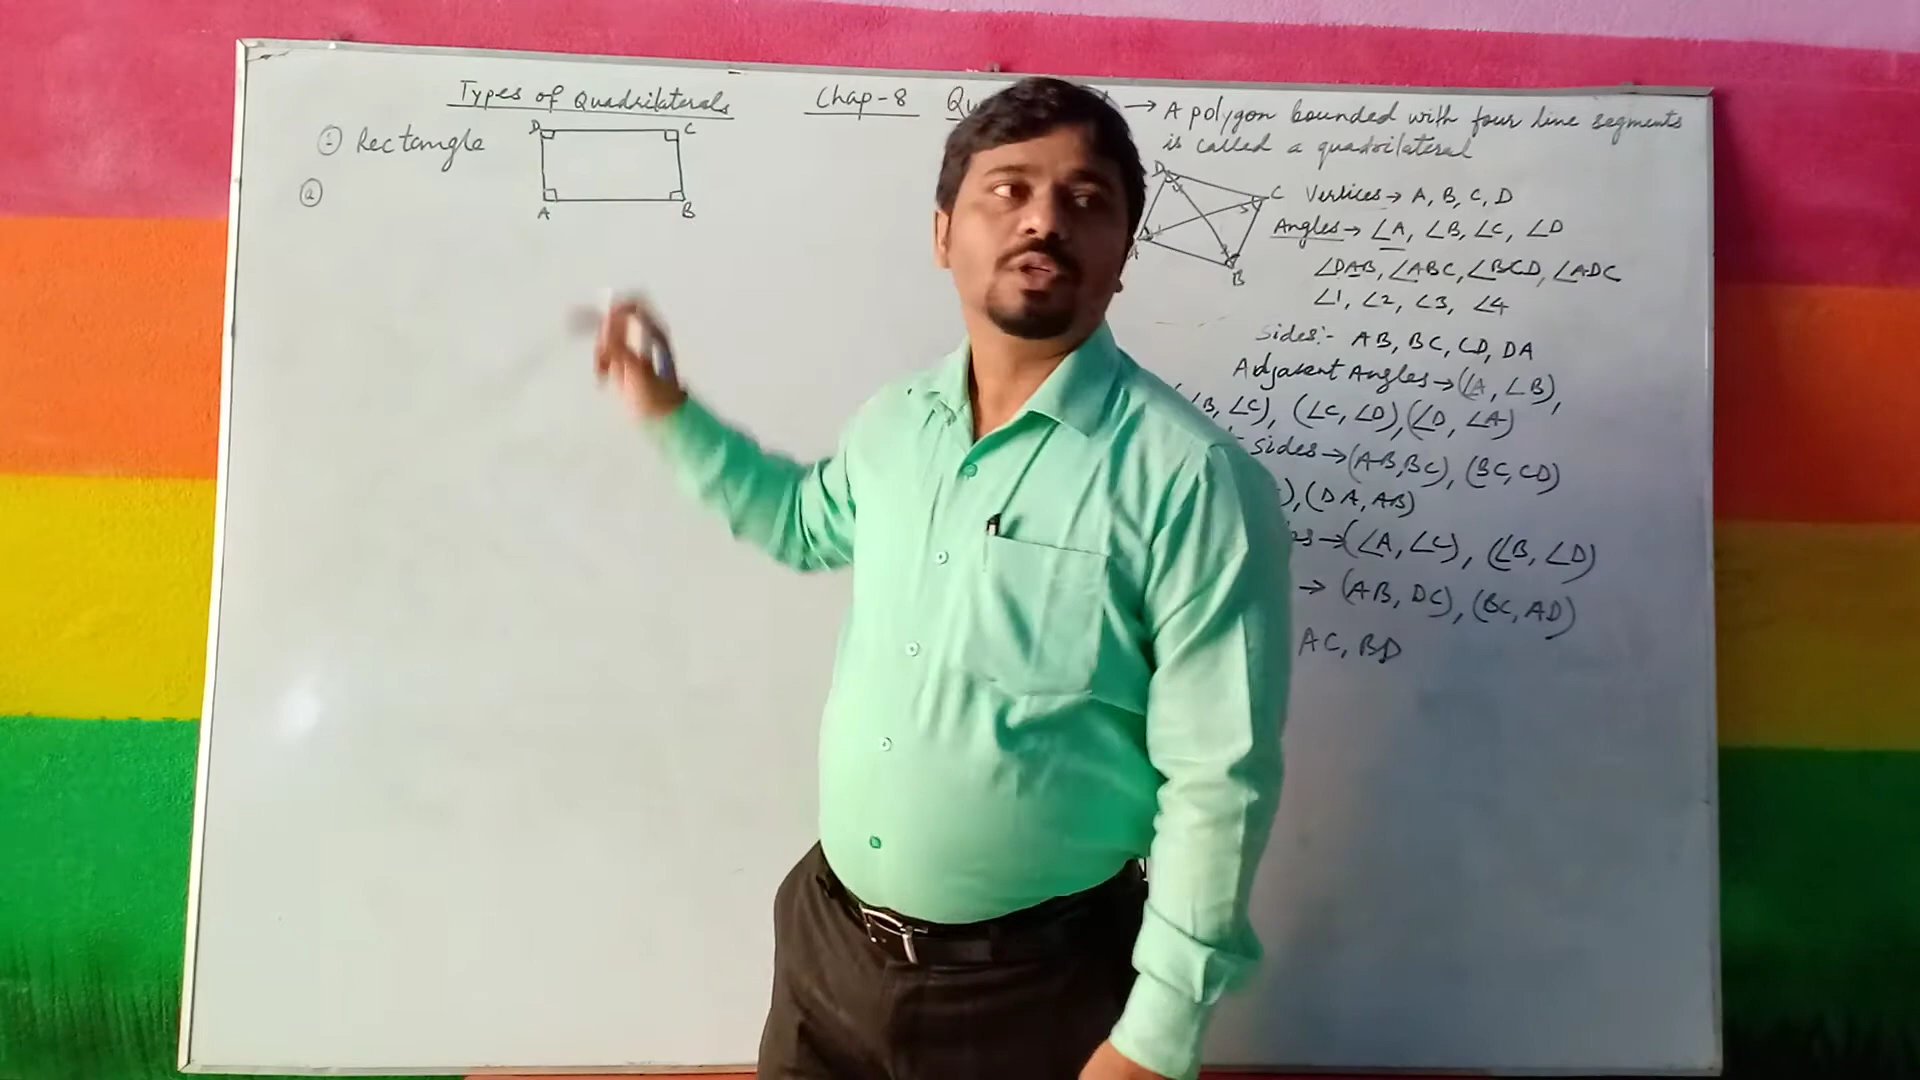 Types of Quadrilaterals
① Rectangle
D C
A B
②
Chap-8
→ A polygon bounded with four line segments
is called a quadrilateral
D C
A B
Vertices → A, B, C, D
Angles → ∠A, ∠B, ∠C, ∠D
∠DAB, ∠ABC, ∠BCD, ∠ADC
∠1, ∠2, ∠3, ∠4
Sides:- AB, BC, CD, DA
Adjacent Angles → (∠A, ∠B),
∠B, ∠C), (∠C, ∠D), (∠D, ∠A)
sides → (AB, BC), (BC, CD)
), (DA, AB)
→ (∠A, ∠C), (∠B, ∠D)
→ (AB, DC), (BC, AD)
AC, BD